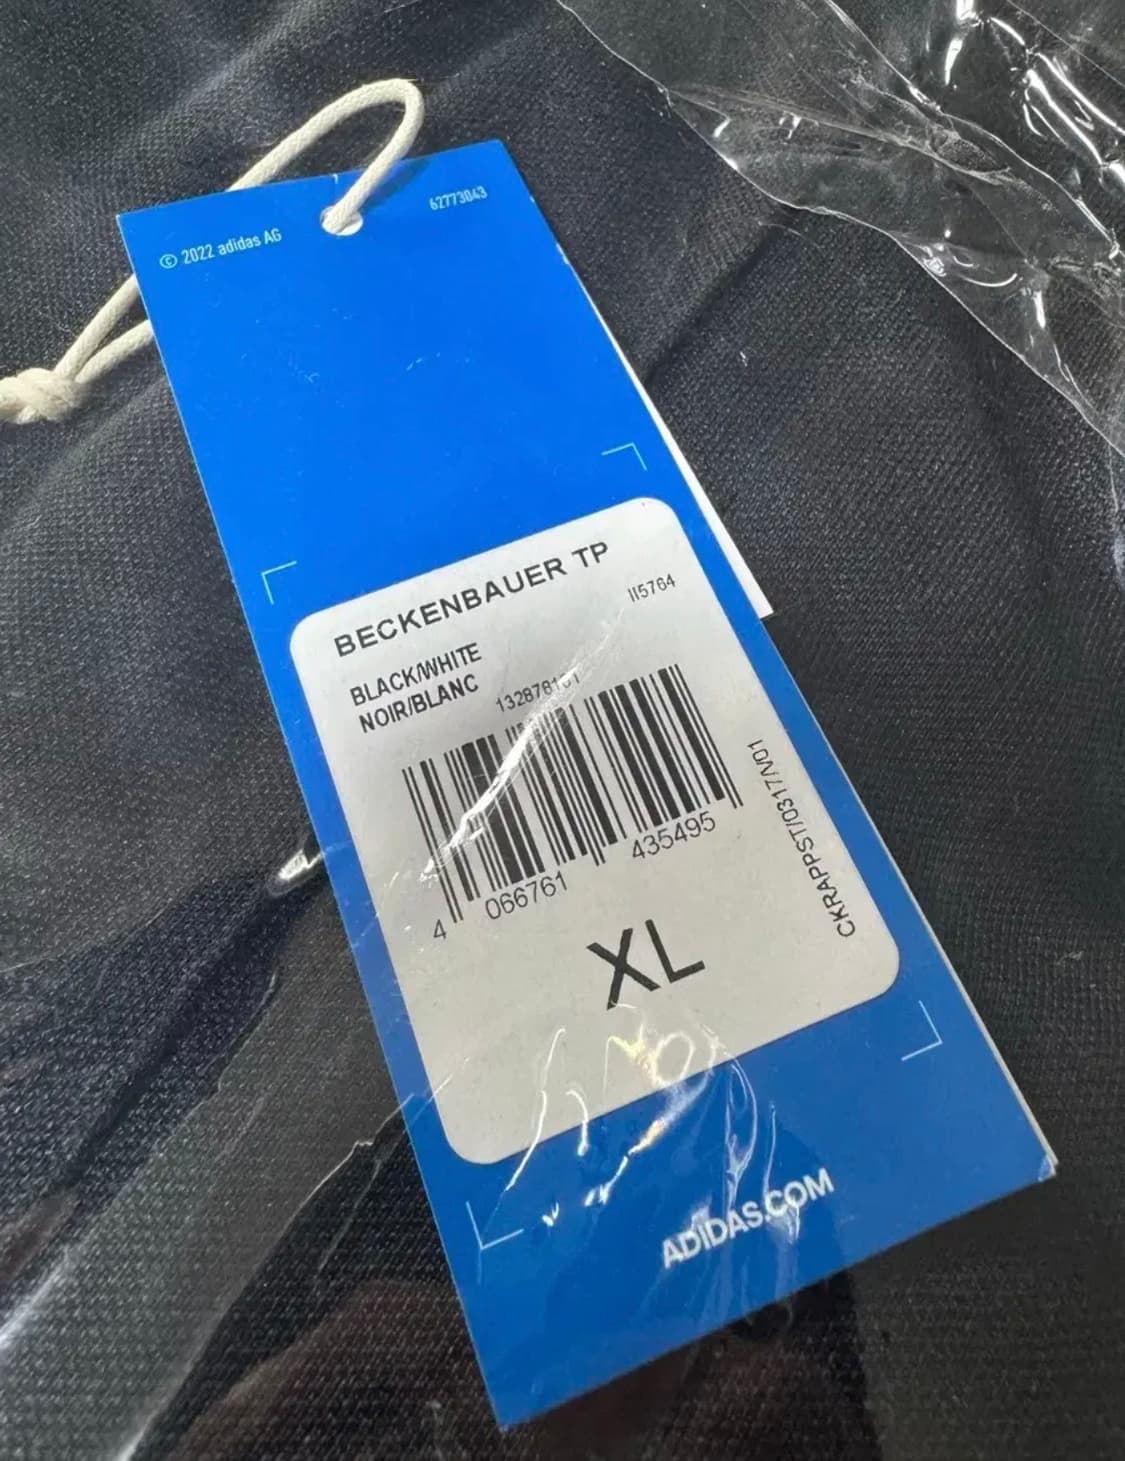 © 2022 adidas AG
62773043
BECKENBAUER TP
II5764
BLACK/WHITE
NOIR/BLANC
4 066761 435495
CKRAPPST/0317/V01
XL
ADIDAS.COM